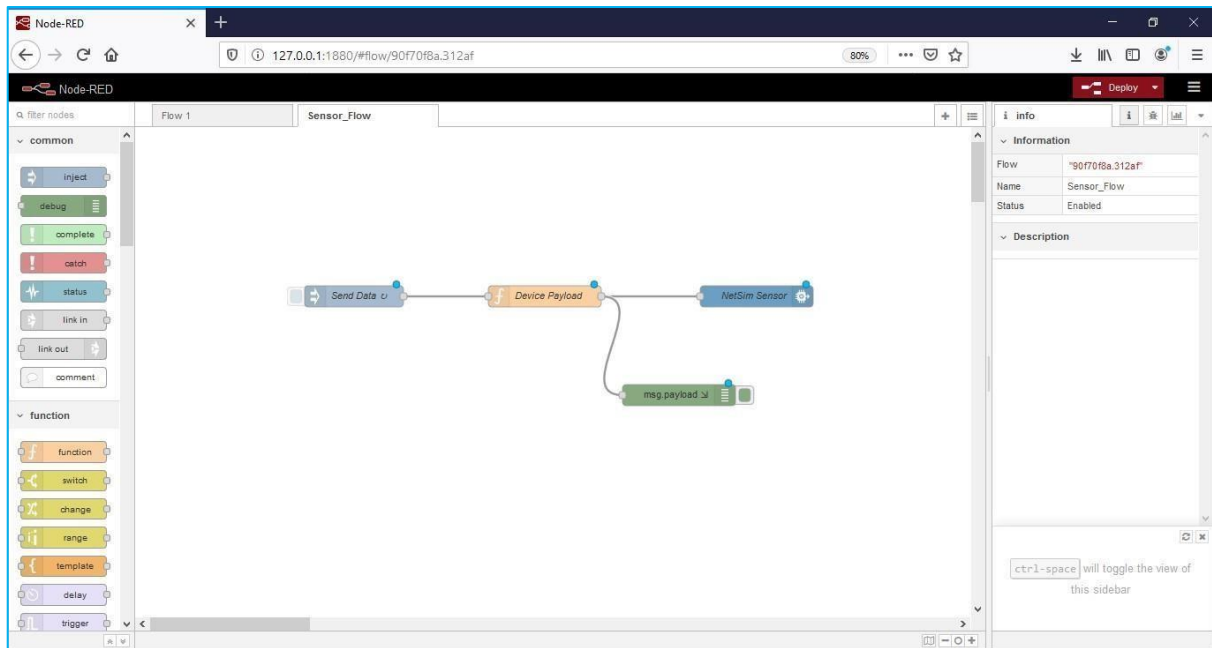 Node-RED
127.0.0.1:1880/#flow/90f70f8a.312af
80%
Node-RED
Deploy
filter nodes
Flow 1
Sensor_Flow
i info
i
common
inject
debug
complete
catch
status
link in
link out
comment
function
function
switch
change
range
template
delay
trigger
Send Data ↻
Device Payload
NetSim Sensor
msg.payload
Information
Flow "90f70f8a.312af"
Name Sensor_Flow
Status Enabled
Description
ctrl-space will toggle the view of
this sidebar